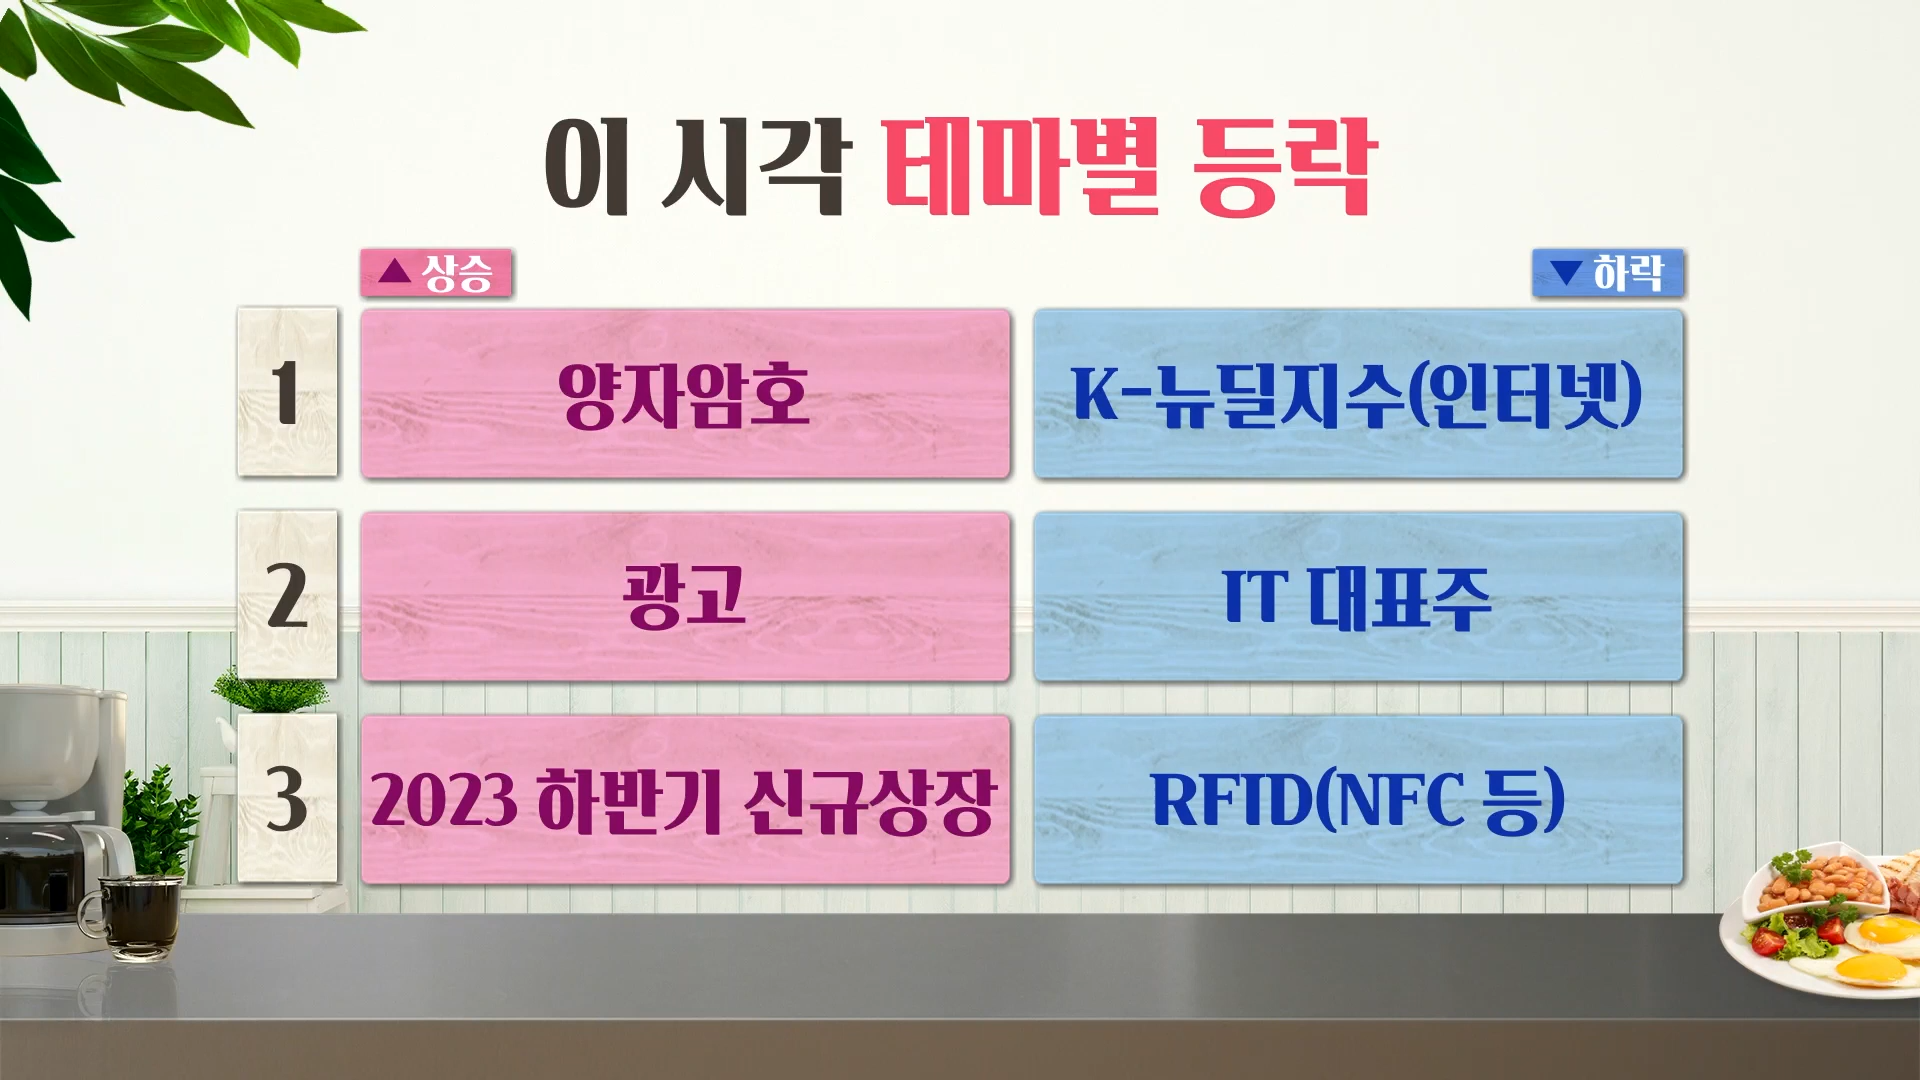 이 시각 테마별 등락
▲ 상승
▼ 하락
1
양자암호
K-뉴딜지수(인터넷)
2
광고
IT 대표주
3
2023 하반기 신규상장
RFID(NFC 등)